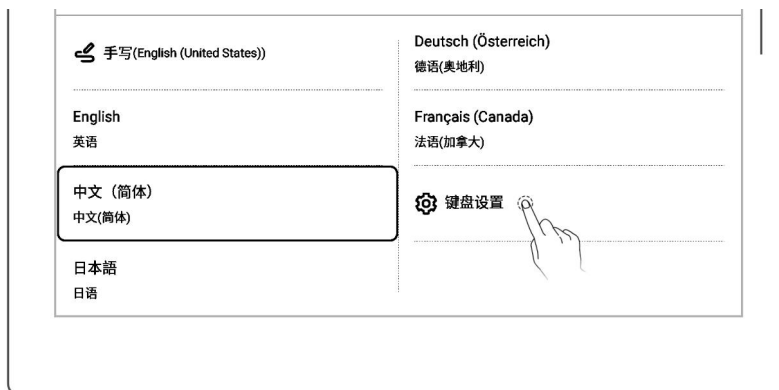 手写(English (United States))
English
英语
中文（简体）
中文(简体)
日本語
日语
Deutsch (Österreich)
德语(奥地利)
Français (Canada)
法语(加拿大)
键盘设置